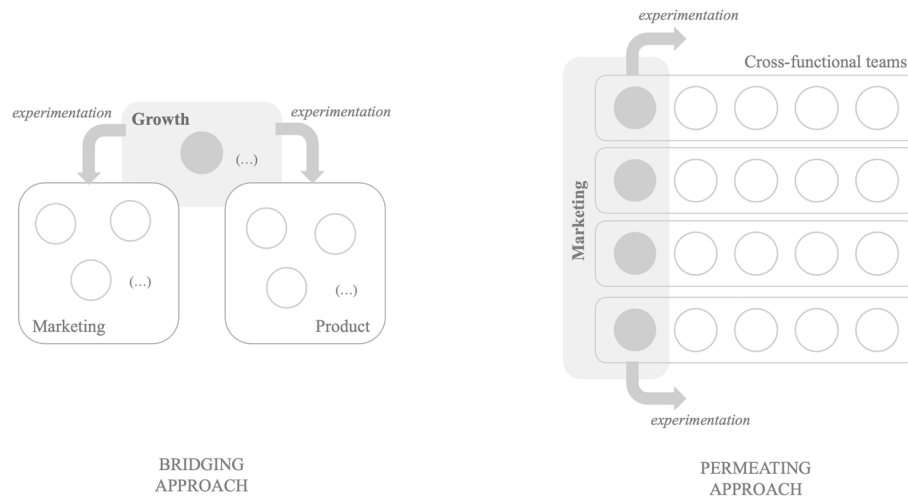 experimentation
Growth
experimentation
(...)
Marketing
(...)
Product
(...)
BRIDGING
APPROACH
experimentation
Cross-functional teams
Marketing
experimentation
PERMEATING
APPROACH